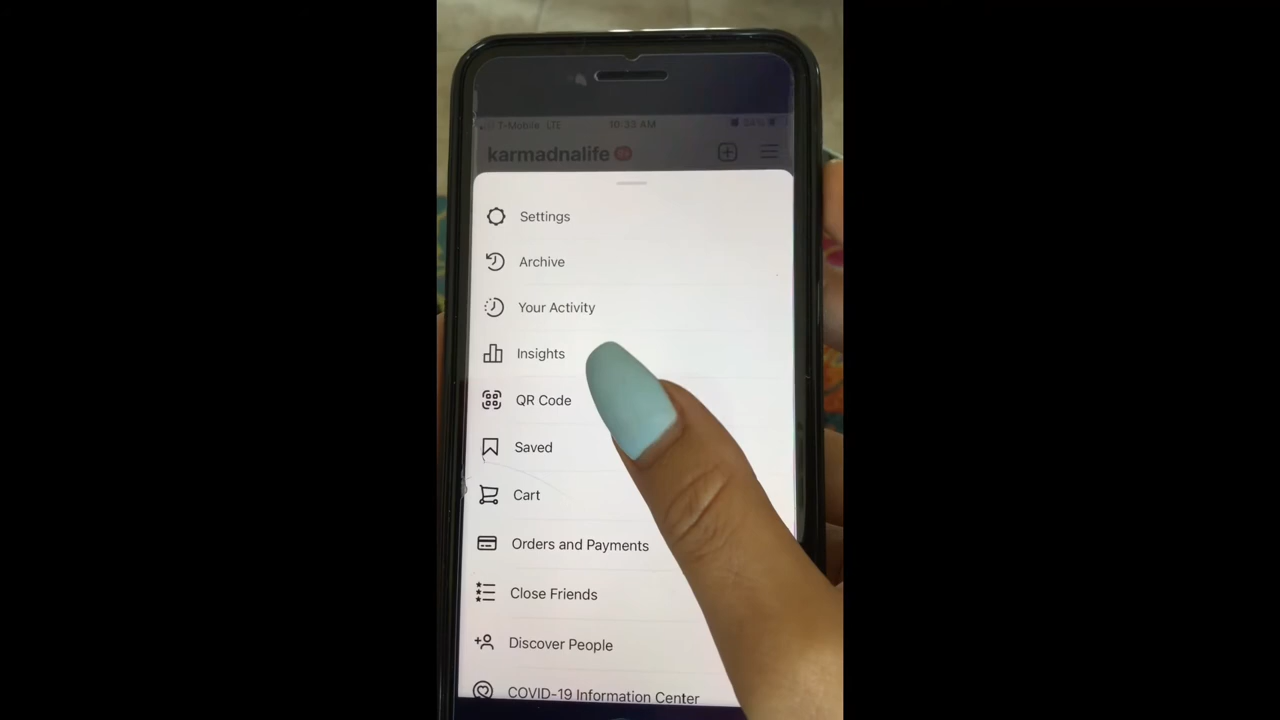 T-Mobile LTE 10:33 AM
karmadnalife
Settings
Archive
Your Activity
Insights
QR Code
Saved
Cart
Orders and Payments
Close Friends
Discover People
COVID-19 Information Center